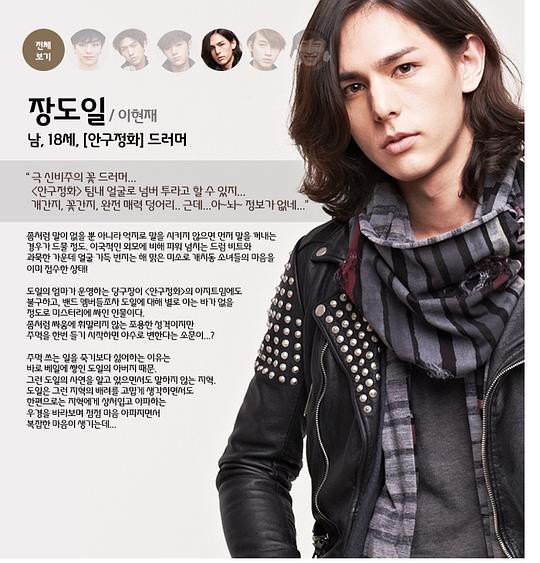 전체
보기
장도일 / 이현재
남, 18세, [안구정화] 드러머
“ 극 신비주의 꽃 드러머...
<안구정화> 팀내 얼굴로 넘버 투라고 할 수 있지...
개간지, 꽃간지, 완전 매력 덩어리.. 근데...아~놔~ 정보가 없네...”
좀처럼 말이 없을 뿐 아니라 억지로 말을 시키지 않으면 먼저 말을 꺼내는
경우가 드물 정도. 이국적인 외모에 비해 파워 넘치는 드럼 비트와
과묵한 가운데 얼굴 가득 번지는 해 맑은 미소로 개치동 소녀들의 마음을
이미 접수한 상태!
도일의 엄마가 운영하는 당구장이 <안구정화>의 아지트임에도
불구하고, 밴드 멤버들조차 도일에 대해 별로 아는 바가 없을
정도로 미스터리에 싸인 인물이다.
좀처럼 싸움에 휘말리지 않는 조용한 성격이지만
주먹을 한번 들기 시작하면 야수로 변한다는 소문이...?
주먹 쓰는 일을 죽기보다 싫어하는 이유는
바로 베일에 쌓인 도일의 아버지 때문.
그런 도일의 사연을 알고 있으면서도 말하지 않는 지혁.
도일은 그런 지혁의 배려를 고맙게 생각하면서도
한편으로는 지혁에게 상처입고 아파하는
우경을 바라보며 점점 마음 아파지면서
복잡한 마음이 생기는데...